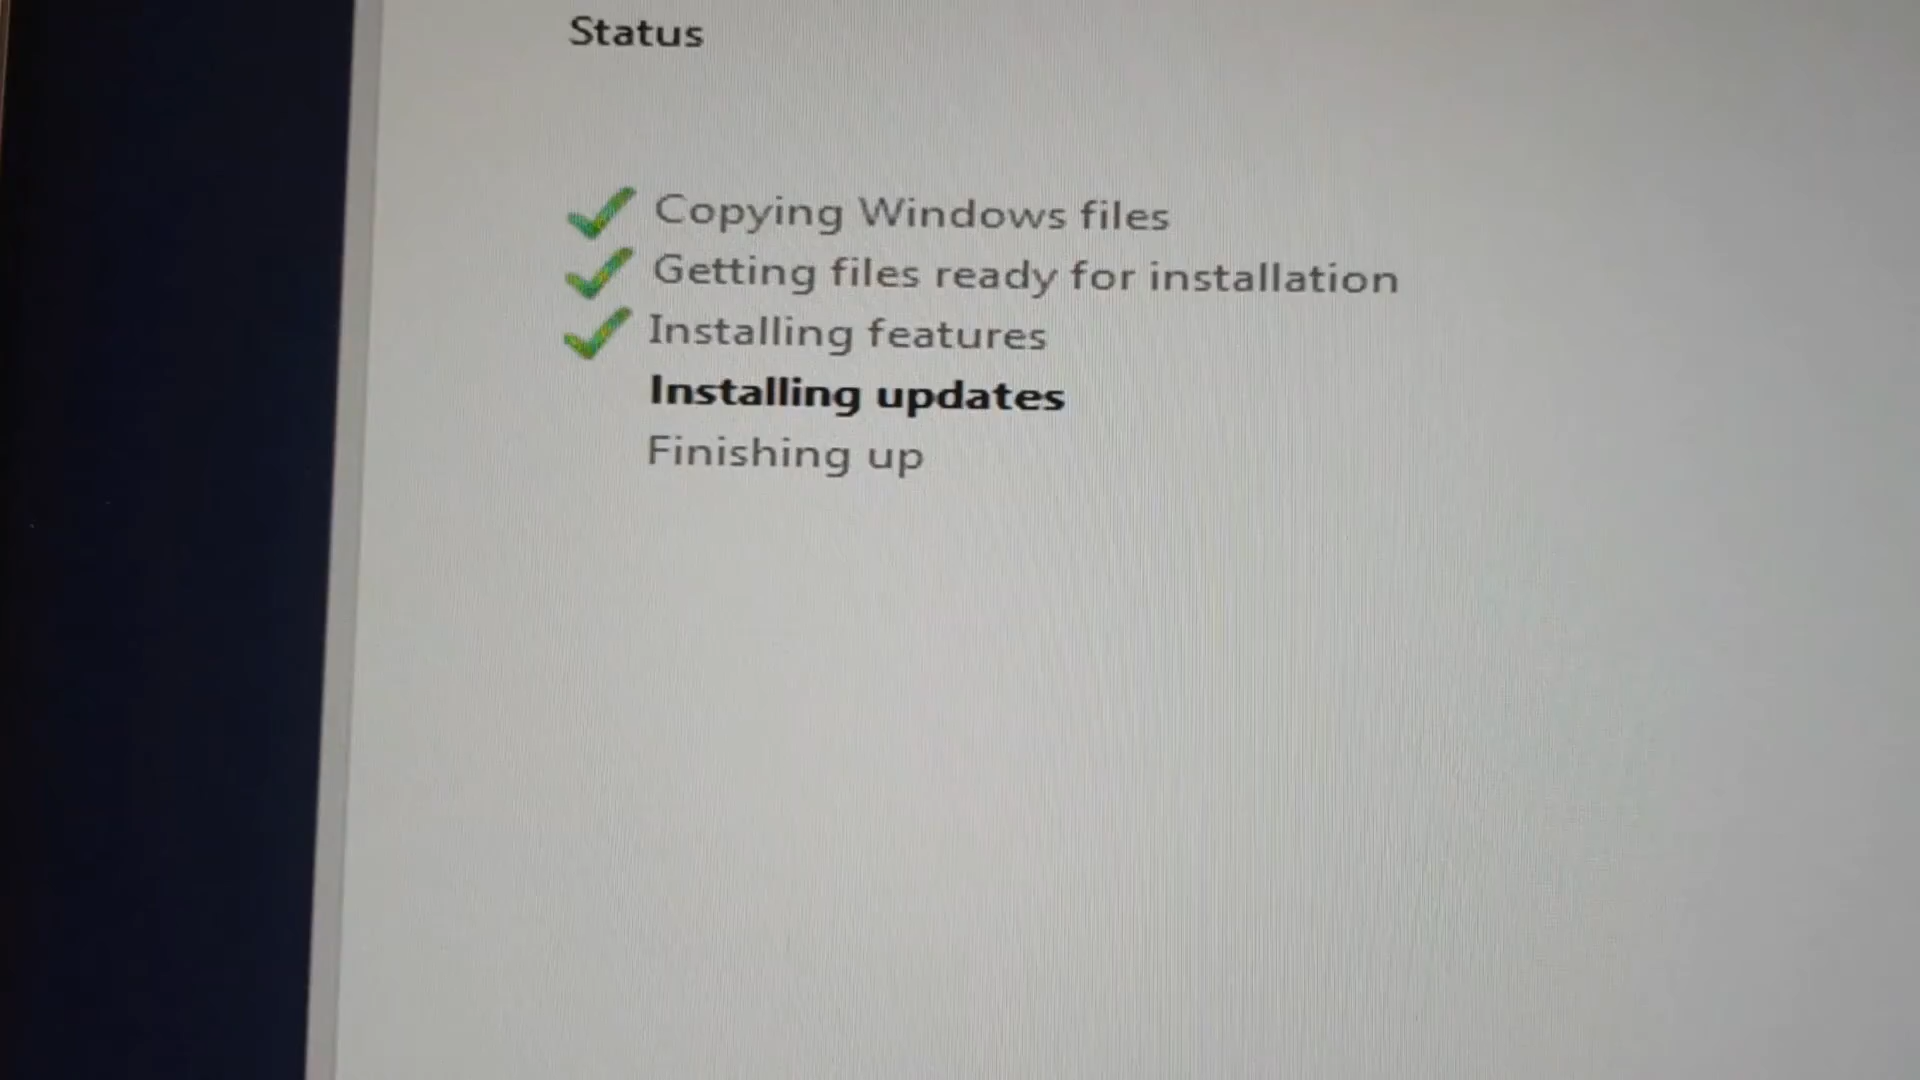 Status
Copying Windows files
Getting files ready for installation
Installing features
Installing updates
Finishing up